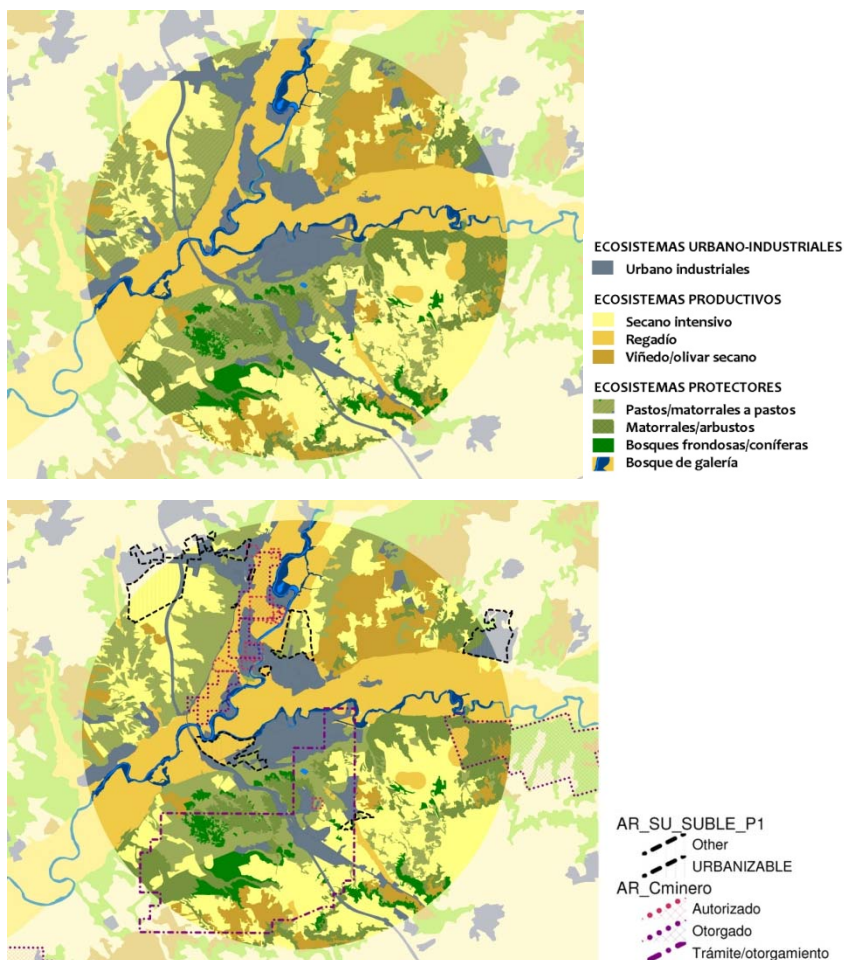 ECOSISTEMAS URBANO-INDUSTRIALES
Urbano industriales
ECOSISTEMAS PRODUCTIVOS
Secano intensivo
Regadío
Viñedo/olivar secano
ECOSISTEMAS PROTECTORES
Pastos/matorrales a pastos
Matorrales/arbustos
Bosques frondosas/coníferas
Bosque de galería
AR_SU_SUBLE_P1
Other
URBANIZABLE
AR_Cminero
Autorizado
Otorgado
Trámite/otorgamiento